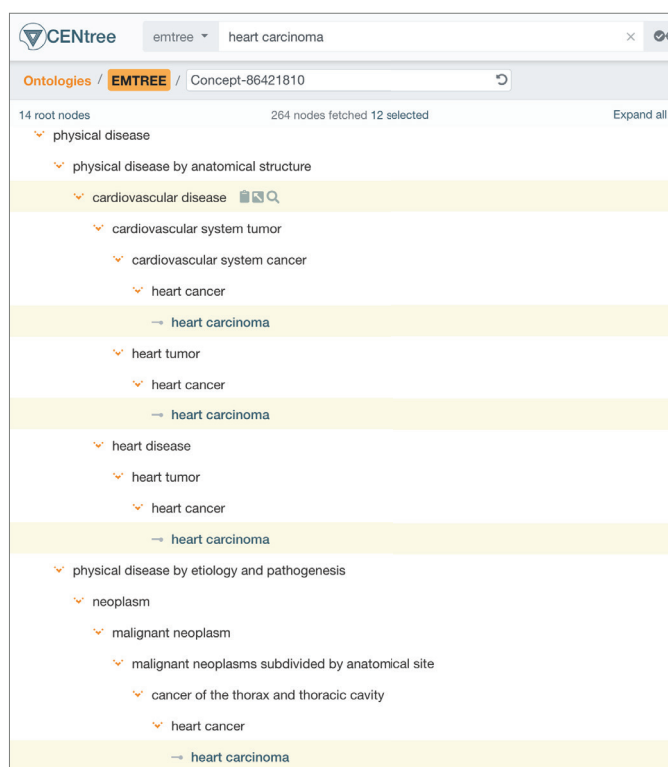 CENtree emtree heart carcinoma ×
Ontologies / EMTREE / Concept-86421810
14 root nodes 264 nodes fetched 12 selected Expand all
physical disease
physical disease by anatomical structure
cardiovascular disease
cardiovascular system tumor
cardiovascular system cancer
heart cancer
heart carcinoma
heart tumor
heart cancer
heart carcinoma
heart disease
heart tumor
heart cancer
heart carcinoma
physical disease by etiology and pathogenesis
neoplasm
malignant neoplasm
malignant neoplasms subdivided by anatomical site
cancer of the thorax and thoracic cavity
heart cancer
heart carcinoma